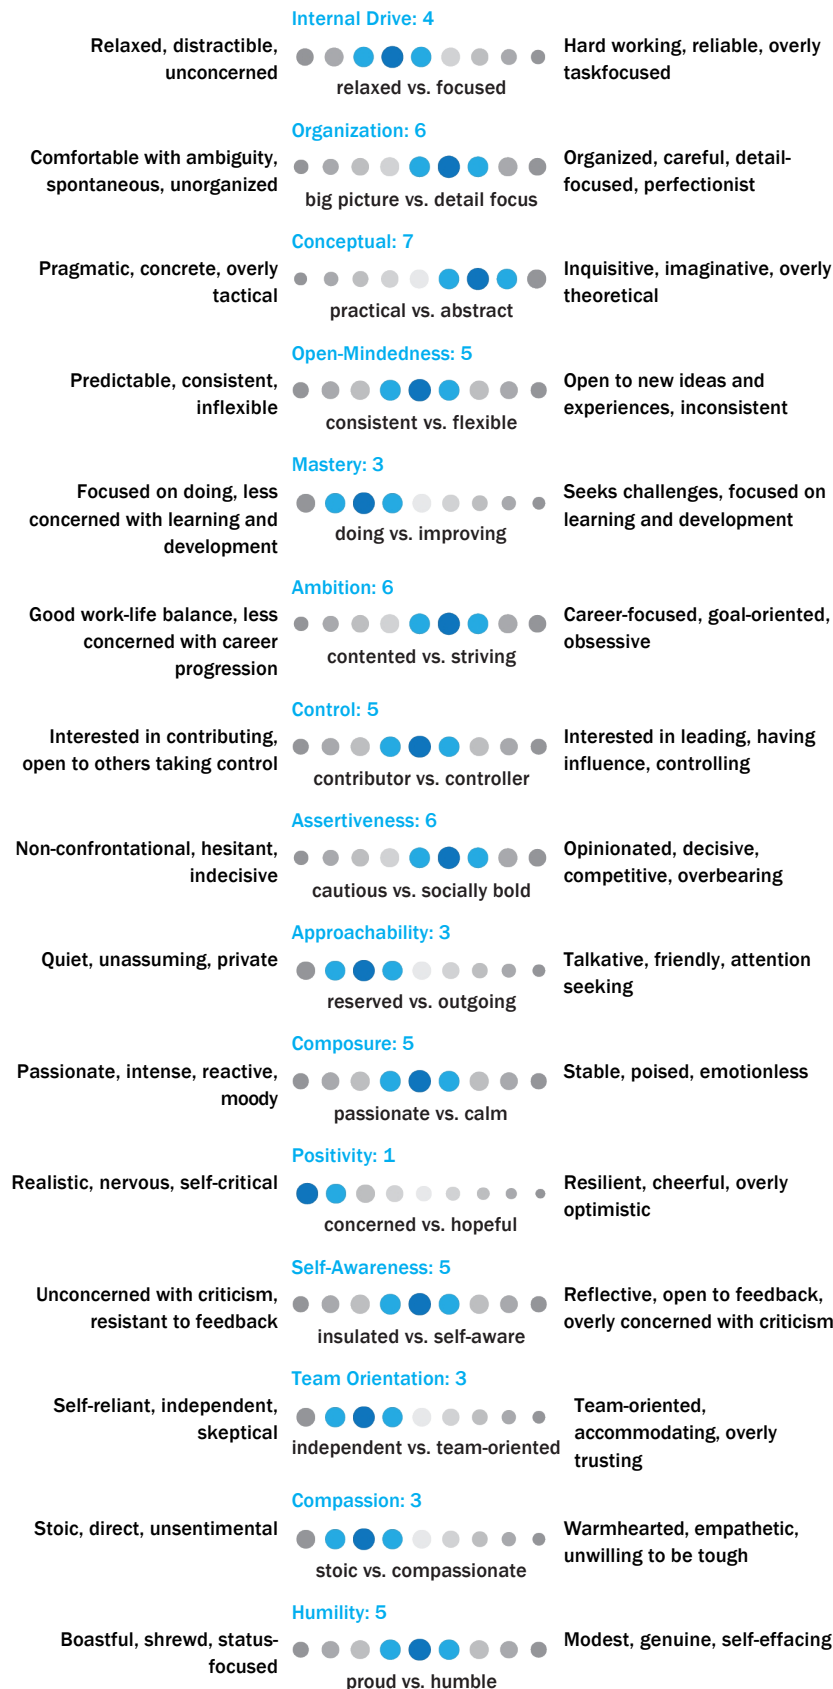 Internal Drive: 4
Relaxed, distractible,
unconcerned
relaxed vs. focused
Hard working, reliable, overly
taskfocused
Organization: 6
Comfortable with ambiguity,
spontaneous, unorganized
big picture vs. detail focus
Organized, careful, detail-
focused, perfectionist
Conceptual: 7
Pragmatic, concrete, overly
tactical
practical vs. abstract
Inquisitive, imaginative, overly
theoretical
Open-Mindedness: 5
Predictable, consistent,
inflexible
consistent vs. flexible
Open to new ideas and
experiences, inconsistent
Mastery: 3
Focused on doing, less
concerned with learning and
development
doing vs. improving
Seeks challenges, focused on
learning and development
Ambition: 6
Good work-life balance, less
concerned with career
progression
contented vs. striving
Career-focused, goal-oriented,
obsessive
Control: 5
Interested in contributing,
open to others taking control
contributor vs. controller
Interested in leading, having
influence, controlling
Assertiveness: 6
Non-confrontational, hesitant,
indecisive
cautious vs. socially bold
Opinionated, decisive,
competitive, overbearing
Approachability: 3
Quiet, unassuming, private
reserved vs. outgoing
Talkative, friendly, attention
seeking
Composure: 5
Passionate, intense, reactive,
moody
passionate vs. calm
Stable, poised, emotionless
Positivity: 1
Realistic, nervous, self-critical
concerned vs. hopeful
Resilient, cheerful, overly
optimistic
Self-Awareness: 5
Unconcerned with criticism,
resistant to feedback
insulated vs. self-aware
Reflective, open to feedback,
overly concerned with criticism
Team Orientation: 3
Self-reliant, independent,
skeptical
independent vs. team-oriented
Team-oriented,
accommodating, overly
trusting
Compassion: 3
Stoic, direct, unsentimental
stoic vs. compassionate
Warmhearted, empathetic,
unwilling to be tough
Humility: 5
Boastful, shrewd, status-
focused
proud vs. humble
Modest, genuine, self-effacing